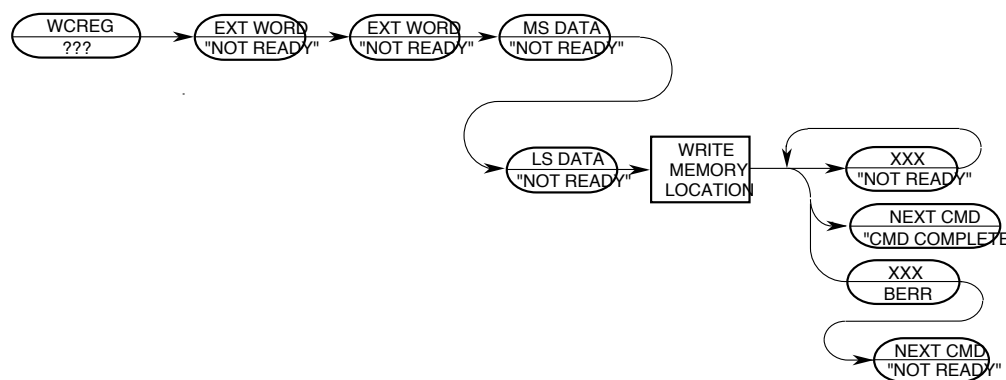 WCREG
???
EXT WORD
"NOT READY"
EXT WORD
"NOT READY"
MS DATA
"NOT READY"
LS DATA
"NOT READY"
WRITE
MEMORY
LOCATION
XXX
"NOT READY"
NEXT CMD
"CMD COMPLETE
XXX
BERR
NEXT CMD
"NOT READY"